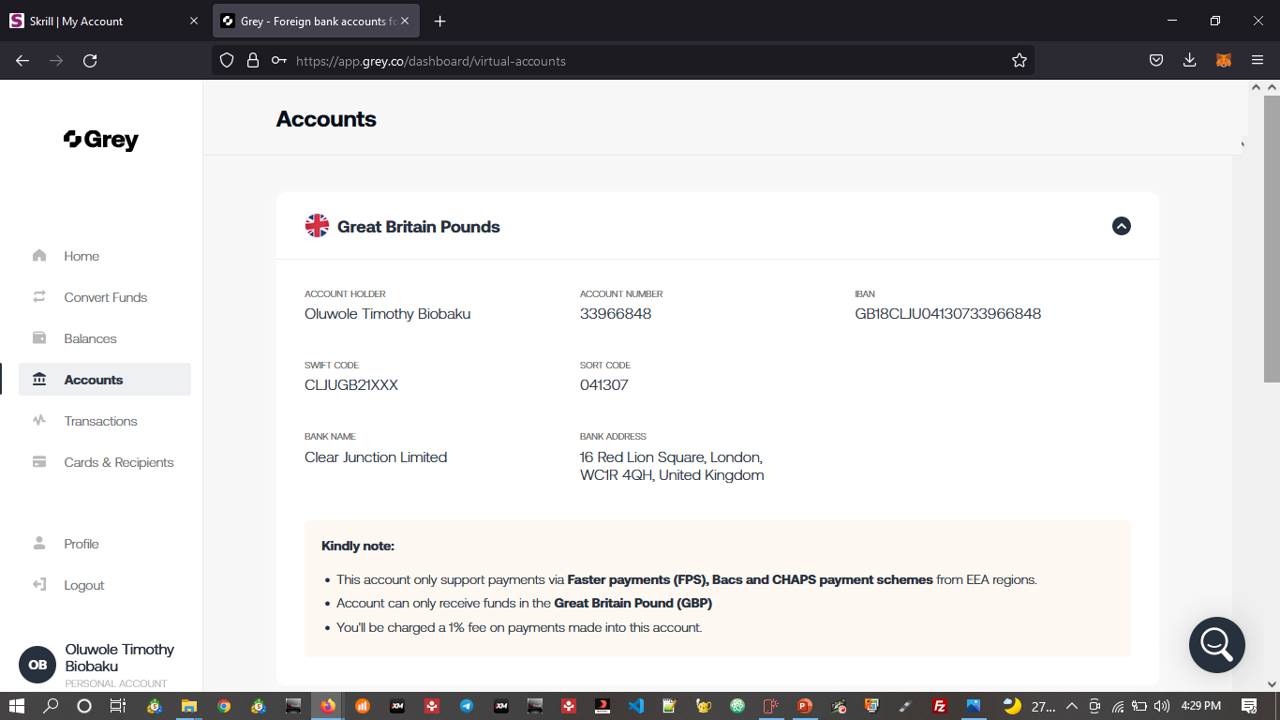 Skrill | My Account
Grey - Foreign bank accounts fo
https://app.grey.co/dashboard/virtual-accounts
Grey
Accounts
Great Britain Pounds
Home
Convert Funds
Balances
Accounts
Transactions
Cards & Recipients
Profile
Logout
OB
Oluwole Timothy
Biobaku
PERSONAL ACCOUNT
ACCOUNT HOLDER
Oluwole Timothy Biobaku
ACCOUNT NUMBER
33966848
IBAN
GB18CLJU04130733966848
SWIFT CODE
CLJUGB21XXX
SORT CODE
041307
BANK NAME
Clear Junction Limited
BANK ADDRESS
16 Red Lion Square, London,
WC1R 4QH, United Kingdom
Kindly note:
This account only support payments via Faster payments (FPS), Bacs and CHAPS payment schemes from EEA regions.
Account can only receive funds in the Great Britain Pound (GBP)
You'll be charged a 1% fee on payments made into this account.
27...
4:29 PM